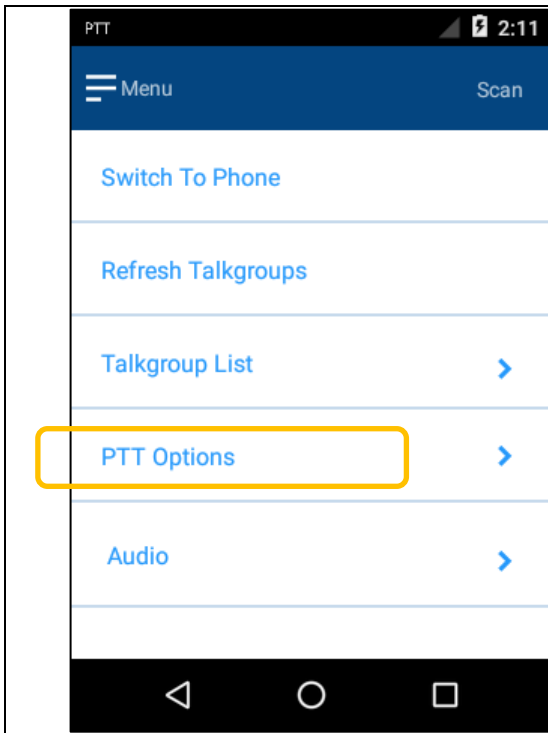 PTT 2:11
Menu Scan
Switch To Phone
Refresh Talkgroups
Talkgroup List
PTT Options
Audio